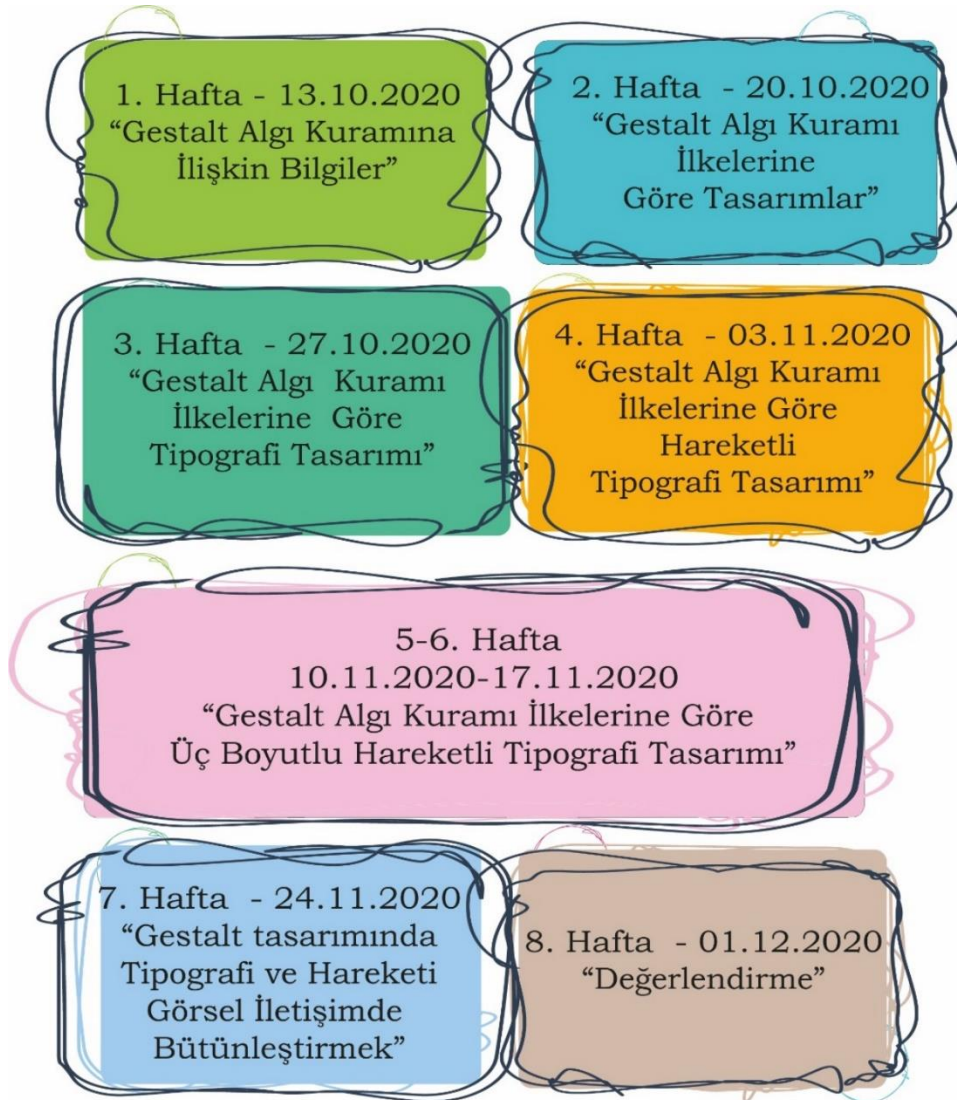 1. Hafta - 13.10.2020
“Gestalt Algı Kuramına
İlişkin Bilgiler”
2. Hafta - 20.10.2020
“Gestalt Algı Kuramı
İlkelerine
Göre Tasarımlar”
3. Hafta - 27.10.2020
“Gestalt Algı Kuramı
İlkelerine Göre
Tipografi Tasarımı”
4. Hafta - 03.11.2020
“Gestalt Algı Kuramı
İlkelerine Göre
Hareketli
Tipografi Tasarımı”
5-6. Hafta
10.11.2020-17.11.2020
“Gestalt Algı Kuramı İlkelerine Göre
Üç Boyutlu Hareketli Tipografi Tasarımı”
7. Hafta - 24.11.2020
“Gestalt tasarımında
Tipografi ve Hareketi
Görsel İletişimde
Bütünleştirmek”
8. Hafta - 01.12.2020
“Değerlendirme”